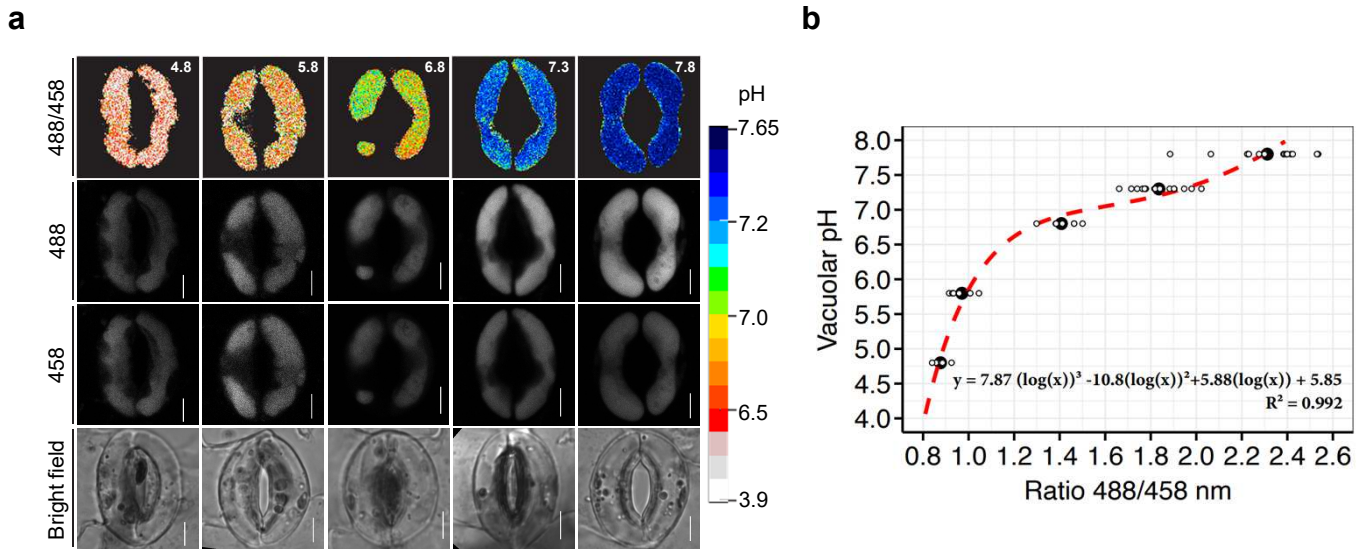 a
b
4.8 5.8 6.8 7.3 7.8
488/458
488
458
Bright field
pH
7.65
7.2
7.0
6.5
3.9
Vacuolar pH
8.0
7.5
7.0
6.5
6.0
5.5
5.0
4.5
4.0
y = 7.87 (log(x))³ -10.8(log(x))²+5.88(log(x)) + 5.85
R² = 0.992
0.8 1.0 1.2 1.4 1.6 1.8 2.0 2.2 2.4 2.6
Ratio 488/458 nm